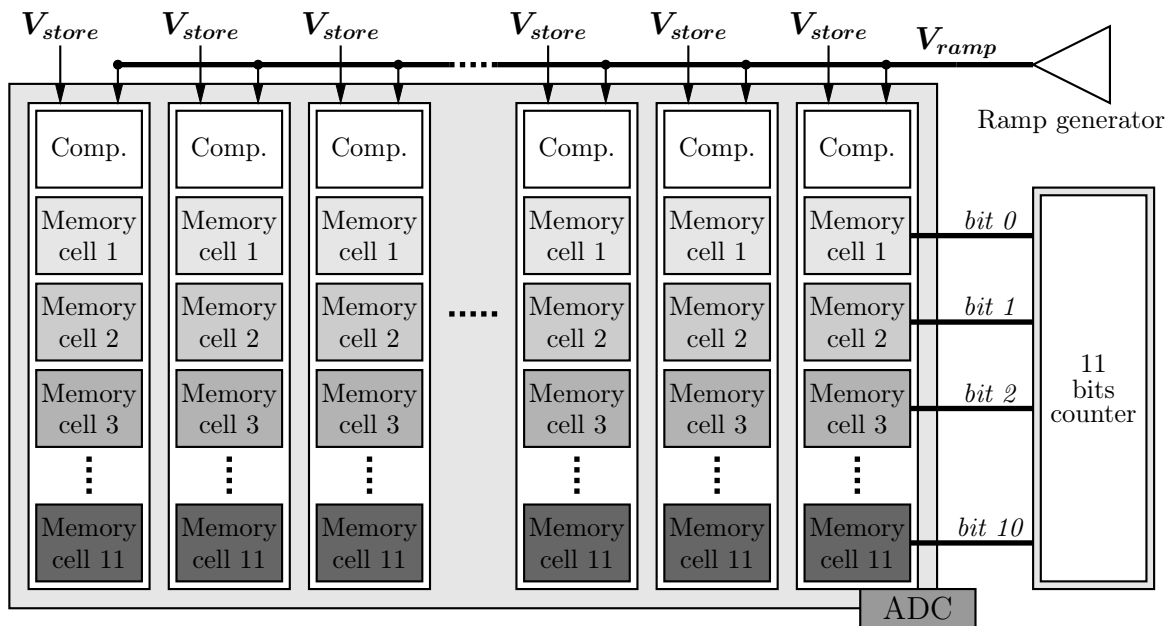 V_store V_store V_store V_store V_store V_store V_ramp
Ramp generator
Comp. Comp. Comp. Comp. Comp. Comp.
Memory Memory Memory Memory Memory Memory
cell 1 cell 1 cell 1 cell 1 cell 1 cell 1
bit 0
Memory Memory Memory Memory Memory Memory
cell 2 cell 2 cell 2 cell 2 cell 2 cell 2
bit 1
Memory Memory Memory Memory Memory Memory
cell 3 cell 3 cell 3 cell 3 cell 3 cell 3
bit 2
11
bits
counter
Memory Memory Memory Memory Memory Memory
cell 11 cell 11 cell 11 cell 11 cell 11 cell 11
bit 10
ADC